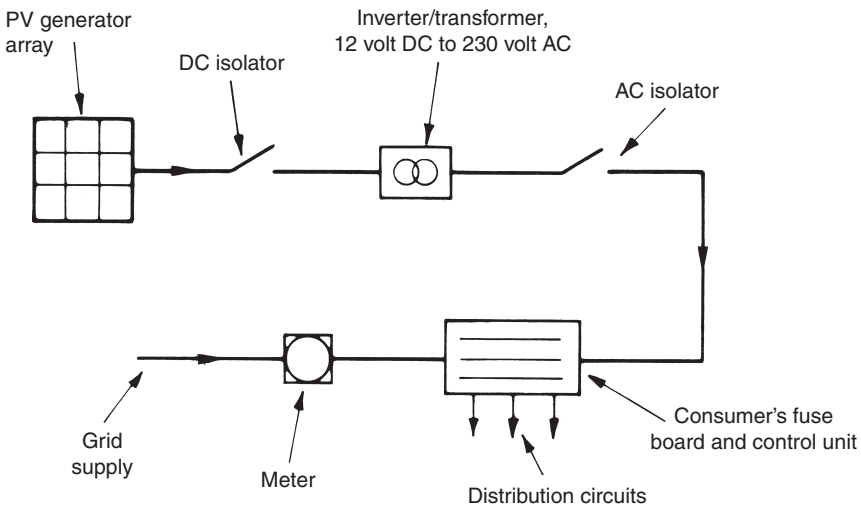 PV generator
array
DC isolator
Inverter/transformer,
12 volt DC to 230 volt AC
AC isolator
Grid
supply
Meter
Distribution circuits
Consumer’s fuse
board and control unit